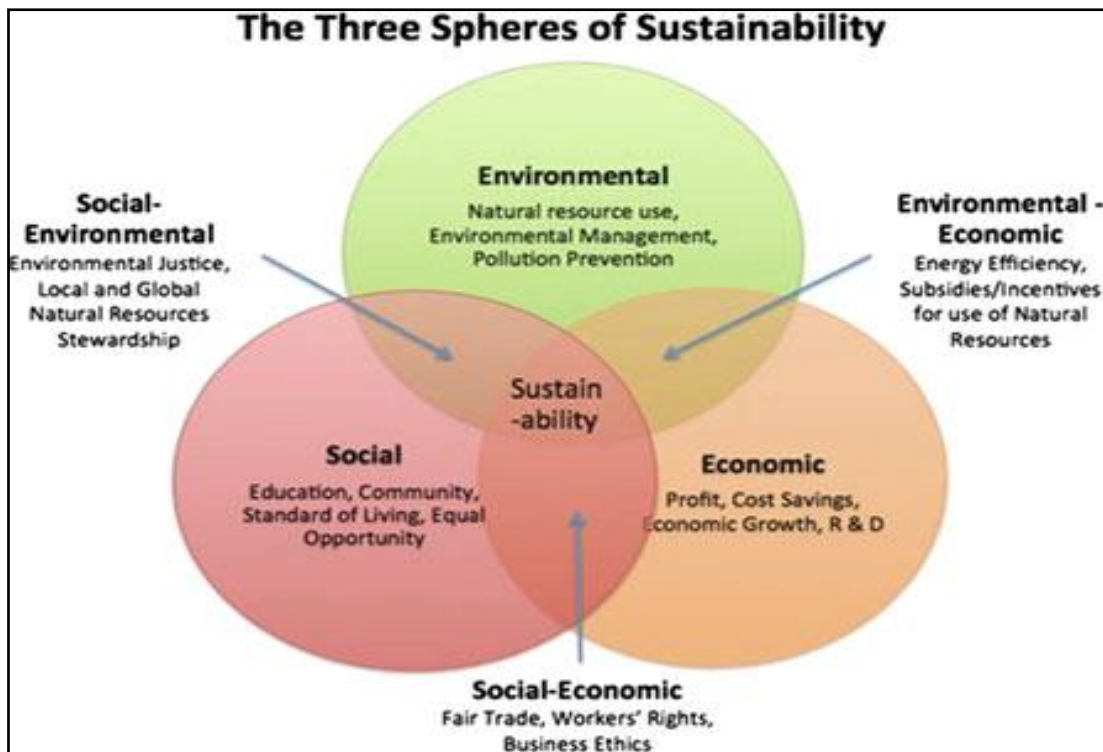 The Three Spheres of Sustainability
Environmental
Natural resource use,
Environmental Management,
Pollution Prevention
Social-
Environmental
Environmental Justice,
Local and Global
Natural Resources
Stewardship
Environmental -
Economic
Energy Efficiency,
Subsidies/Incentives
for use of Natural
Resources
Sustain
-ability
Social
Education, Community,
Standard of Living, Equal
Opportunity
Economic
Profit, Cost Savings,
Economic Growth, R & D
Social-Economic
Fair Trade, Workers' Rights,
Business Ethics